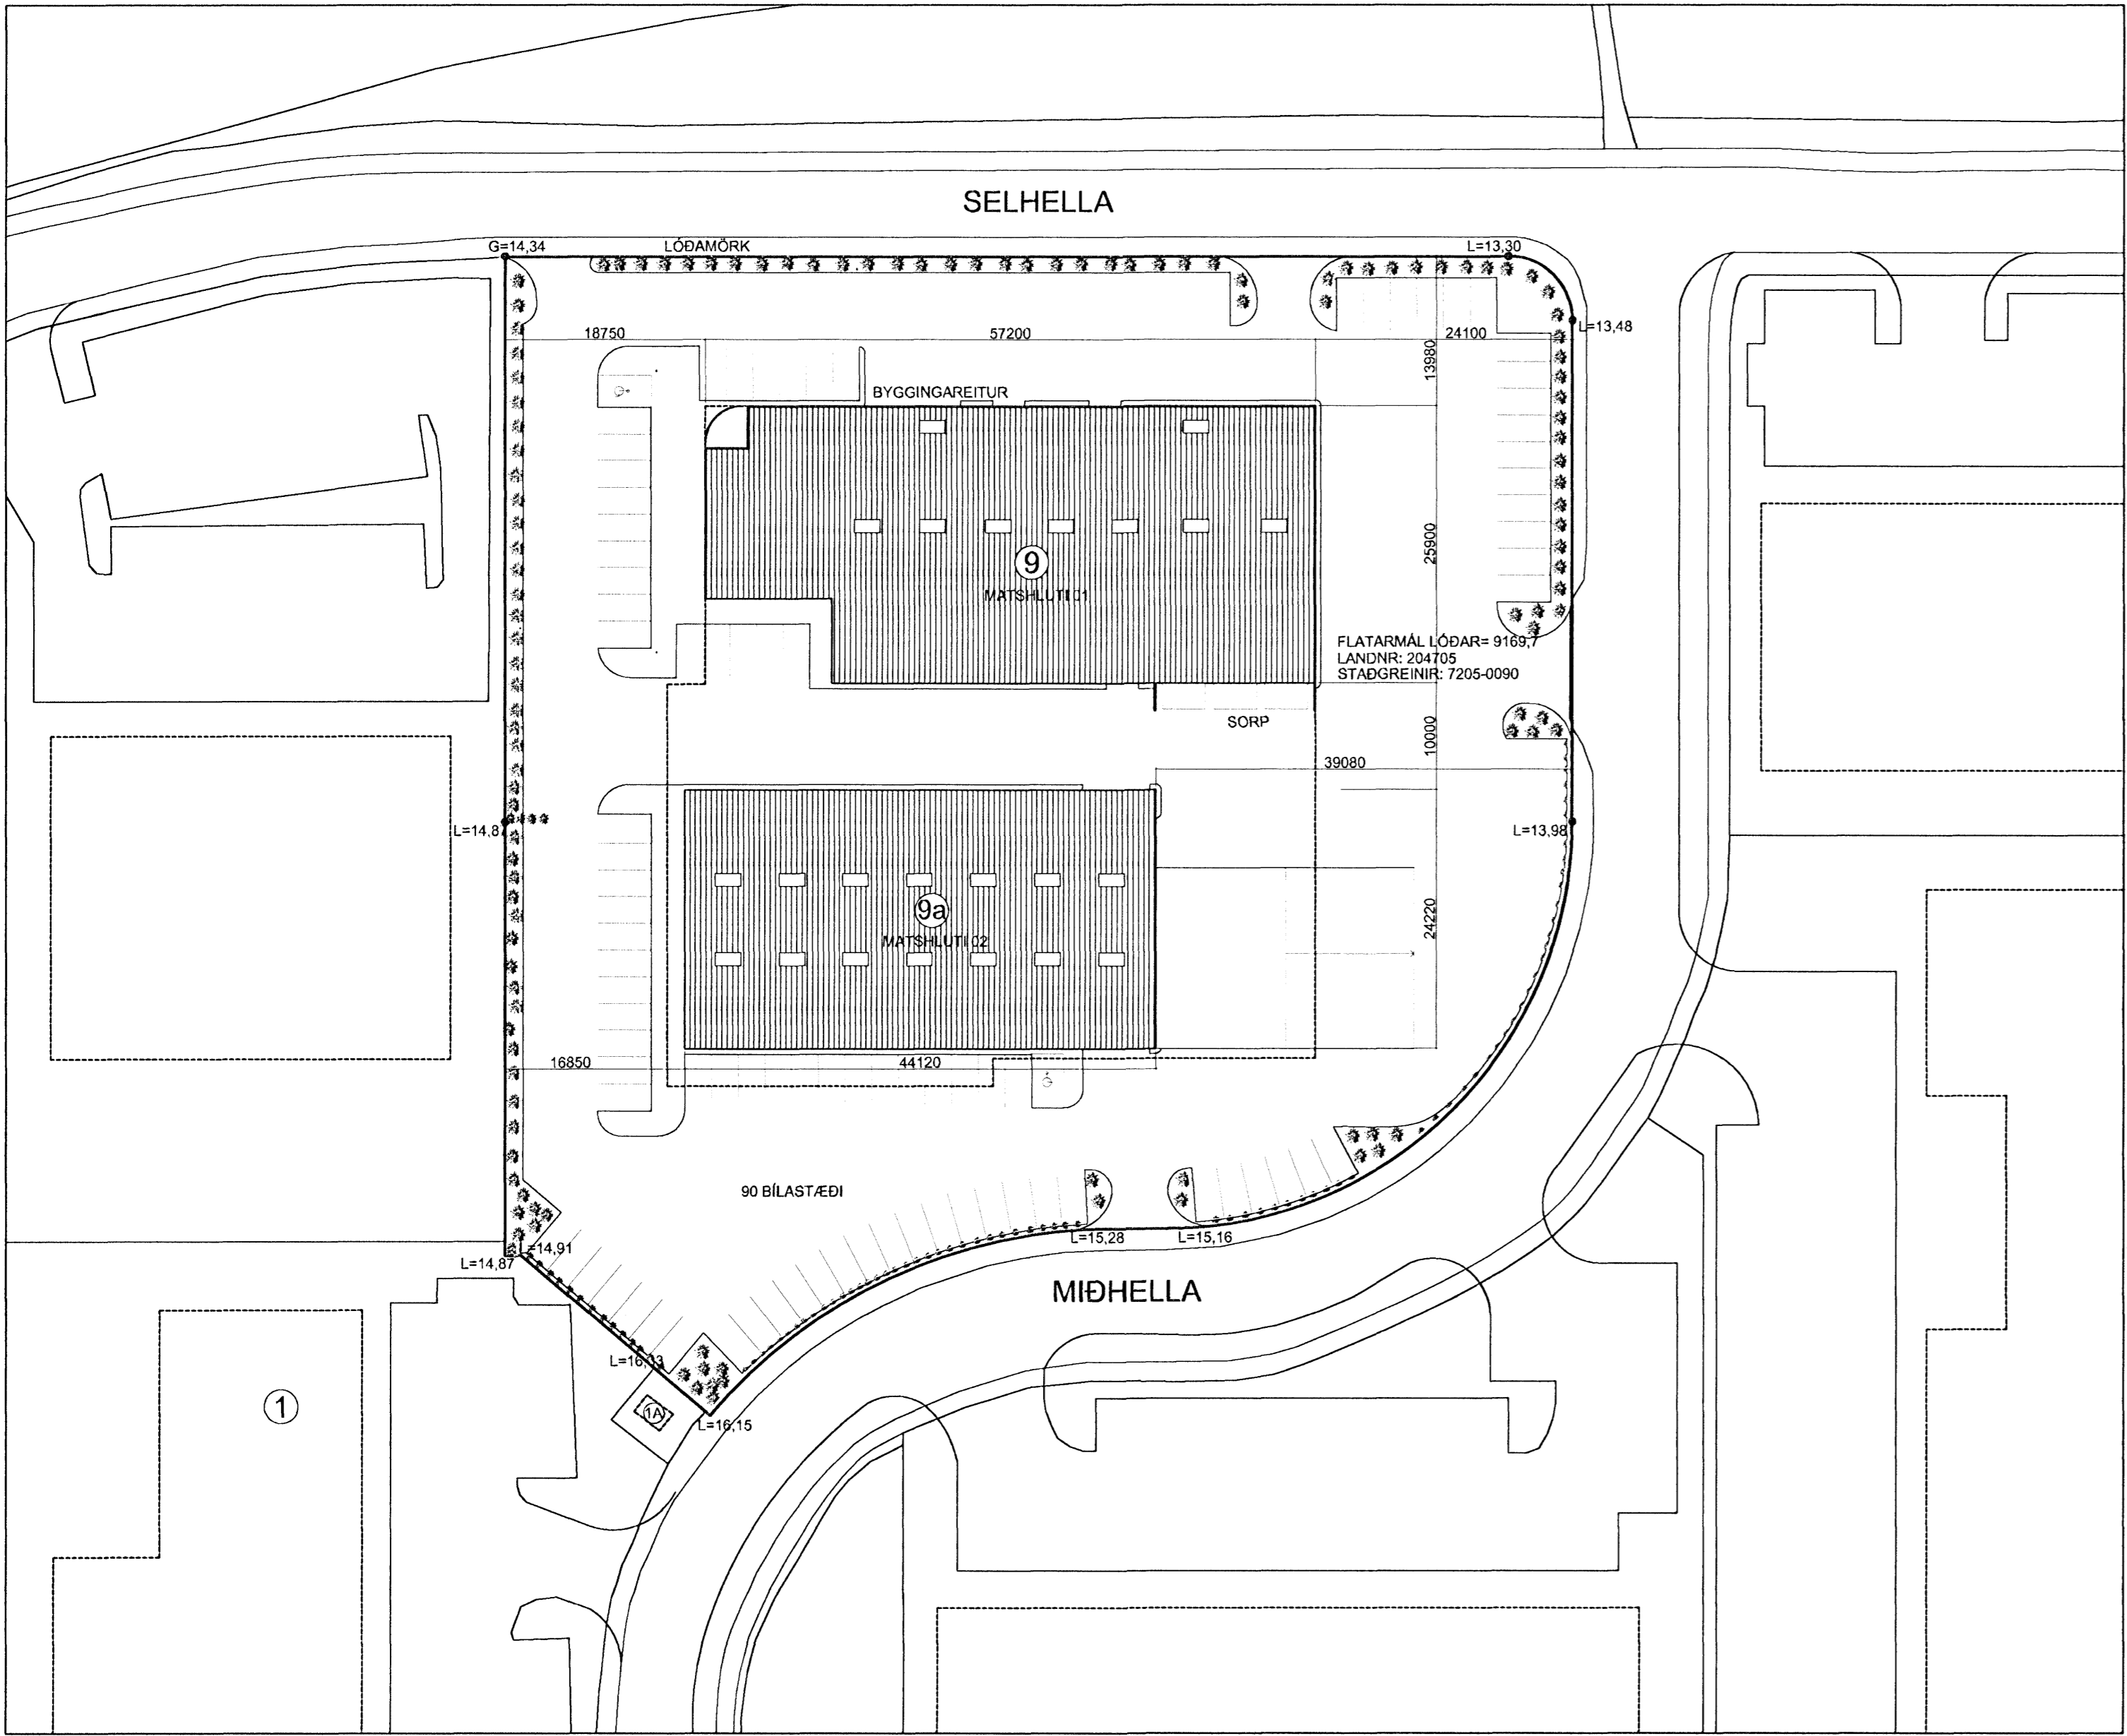 SELHELLA
G=14,34
LÓÐAMÖRK
L=13,30
L=13,48
18750
57200
24100
13980
BYGGINGAREITUR
25900
9
MATSHLUTI 01
FLATARMÁL LÓÐAR= 9169,7
LANDNR: 204705
STAÐGREINIR: 7205-0090
SORP
10000
39080
L=14,8
L=13,98
9a
MATSHLUTI 02
24220
16850
44120
90 BÍLASTÆÐI
L=15,28
L=15,16
L=14,91
L=14,87
MIÐHELLA
L=16,13
1
1A
L=16,15